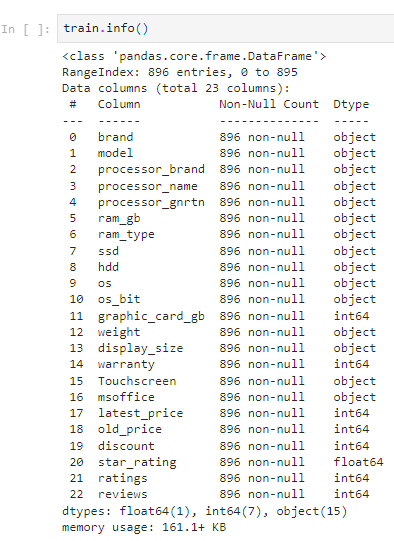 In [ ]: train.info()
<class 'pandas.core.frame.DataFrame'>
RangeIndex: 896 entries, 0 to 895
Data columns (total 23 columns):
 #   Column           Non-Null Count  Dtype
---  ------           --------------  -----
 0   brand            896 non-null    object
 1   model            896 non-null    object
 2   processor_brand  896 non-null    object
 3   processor_name   896 non-null    object
 4   processor_gnrtn  896 non-null    object
 5   ram_gb           896 non-null    object
 6   ram_type         896 non-null    object
 7   ssd              896 non-null    object
 8   hdd              896 non-null    object
 9   os               896 non-null    object
 10  os_bit           896 non-null    object
 11  graphic_card_gb  896 non-null    int64
 12  weight           896 non-null    object
 13  display_size     896 non-null    object
 14  warranty         896 non-null    int64
 15  Touchscreen      896 non-null    object
 16  msoffice         896 non-null    object
 17  latest_price     896 non-null    int64
 18  old_price        896 non-null    int64
 19  discount         896 non-null    int64
 20  star_rating      896 non-null    float64
 21  ratings          896 non-null    int64
 22  reviews          896 non-null    int64
dtypes: float64(1), int64(7), object(15)
memory usage: 161.1+ KB